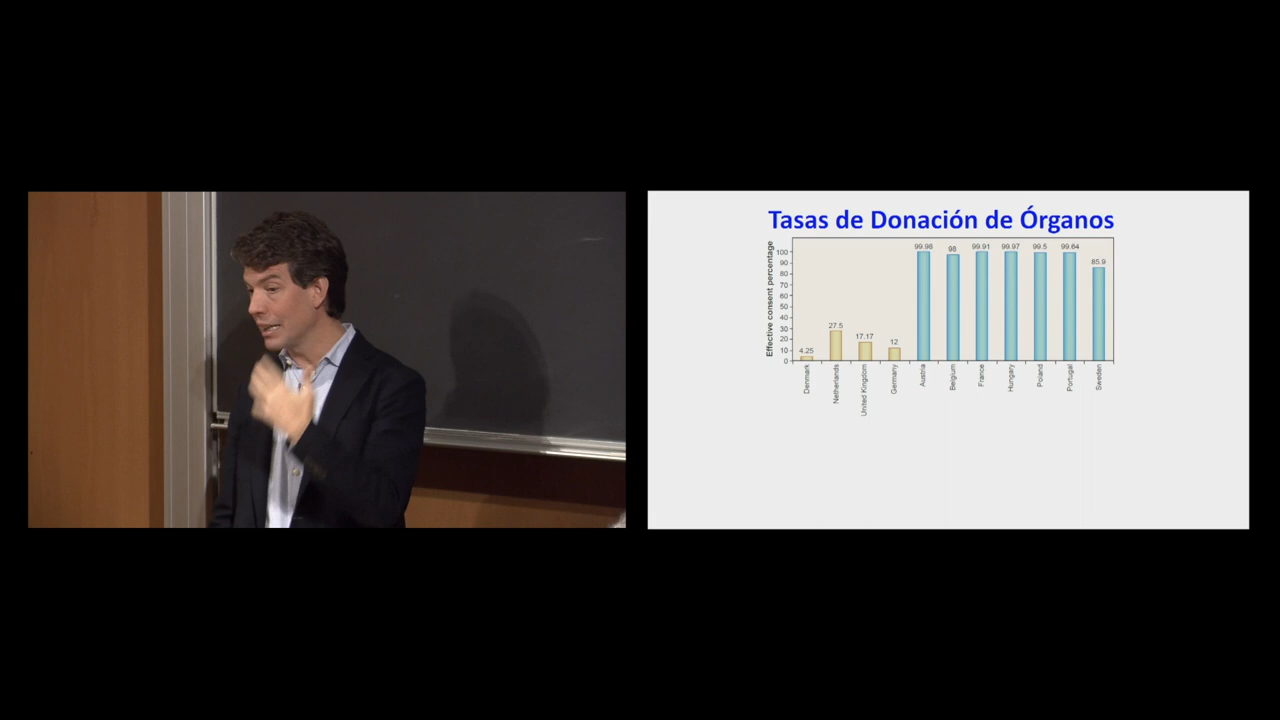 Tasas de Donación de Órganos
Effective consent percentage
100
90
80
70
60
50
40
30
20
10
0
4.25
27.5
17.17
12
99.98
98
99.91
99.97
99.5
99.64
85.9
Denmark
Netherlands
United Kingdom
Germany
Austria
Belgium
France
Hungary
Poland
Portugal
Sweden